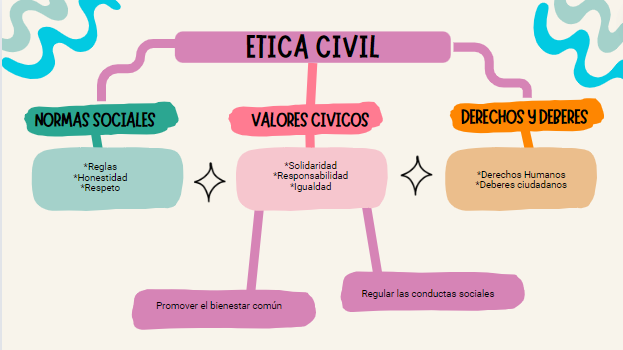 ETICA CIVIL
NORMAS SOCIALES
VALORES CIVICOS
DERECHOS Y DEBERES
*Reglas
*Honestidad
*Respeto
*Solidaridad
*Responsabilidad
*Igualdad
*Derechos Humanos
*Deberes ciudadanos
Promover el bienestar común
Regular las conductas sociales